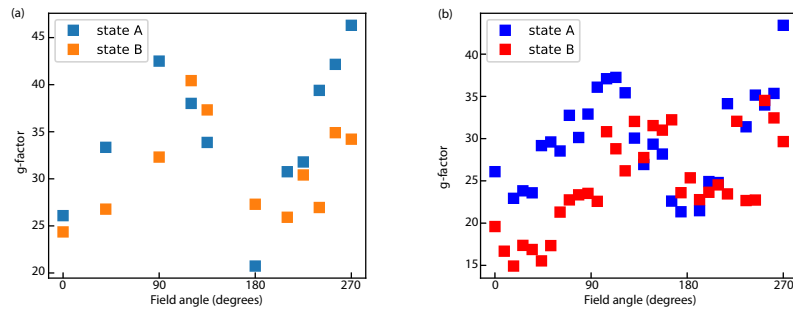 (a)
state A
state B
g-factor
45
40
35
30
25
20
0
90
180
270
Field angle (degrees)
(b)
state A
state B
g-factor
40
35
30
25
20
15
0
90
180
270
Field angle (degrees)